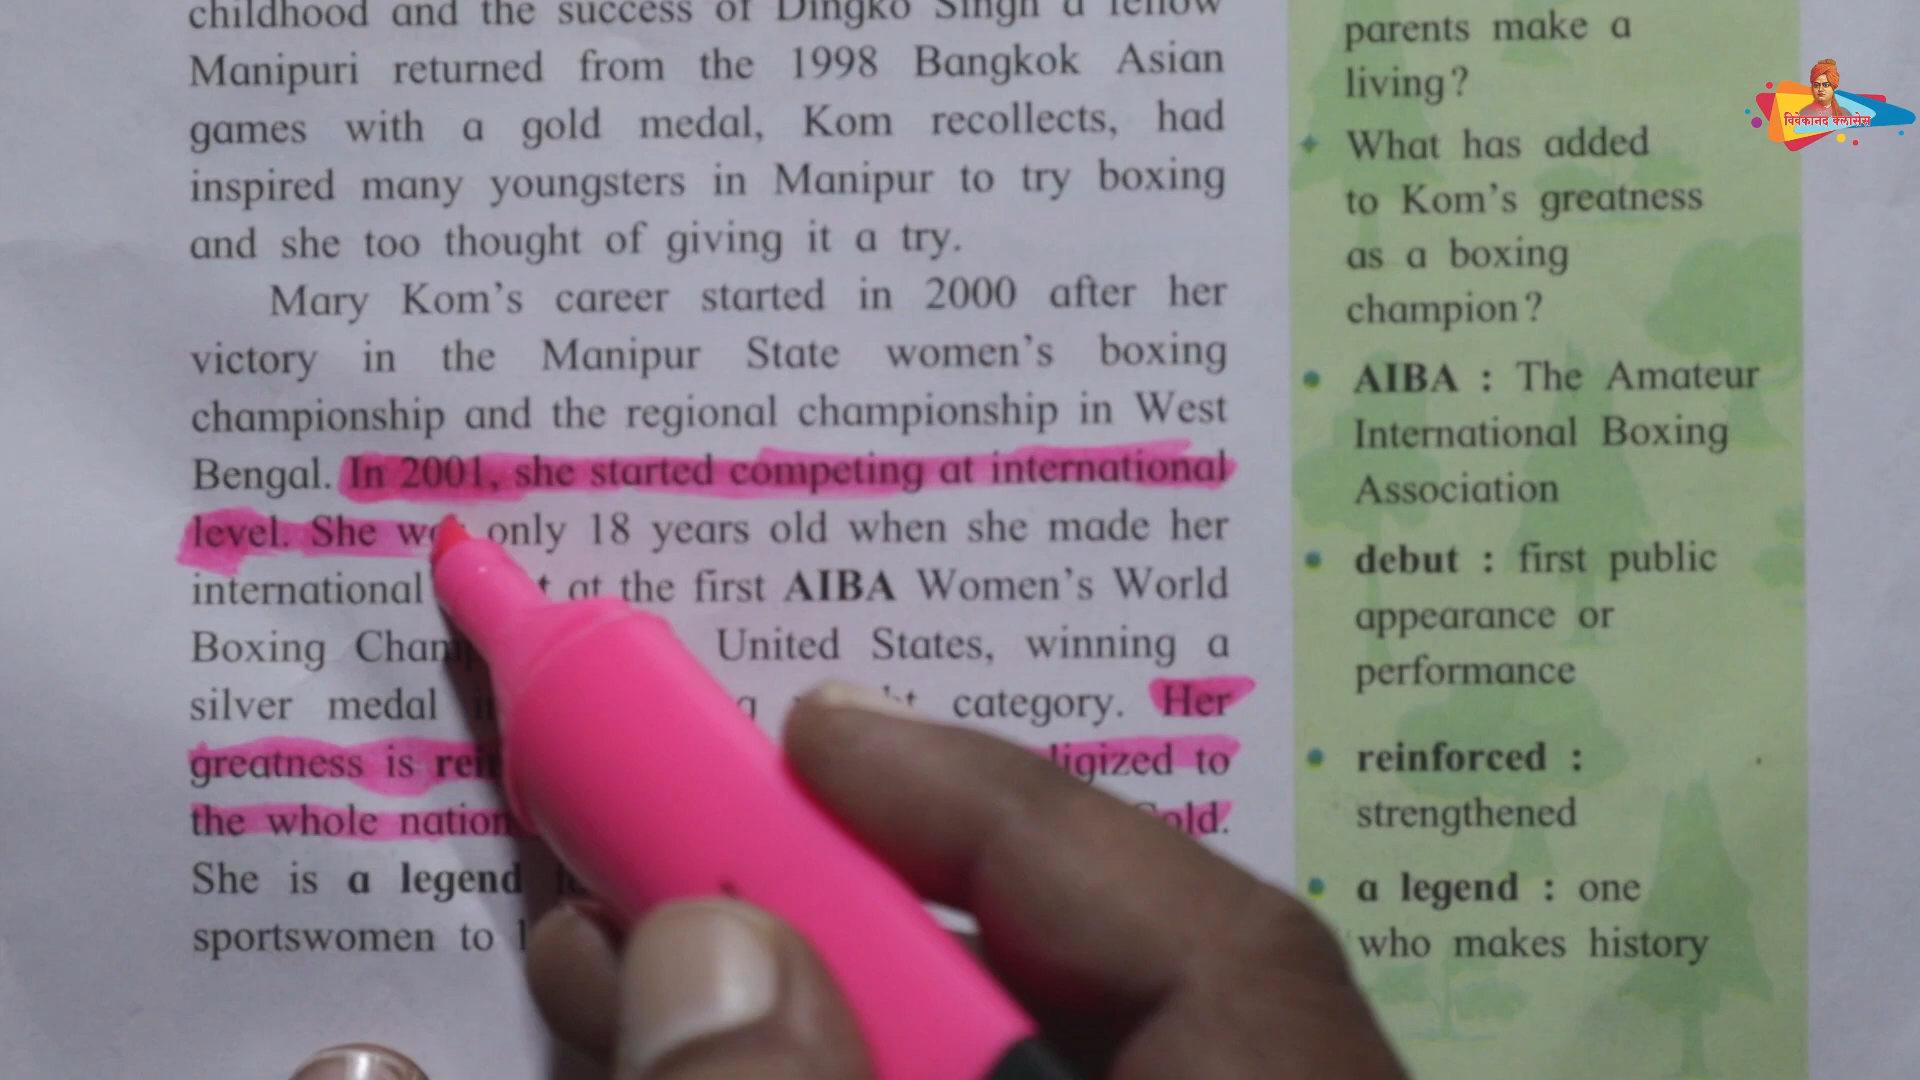 childhood and the success of Dingko Singh a fellow
Manipuri returned from the 1998 Bangkok Asian
games with a gold medal, Kom recollects, had
inspired many youngsters in Manipur to try boxing
and she too thought of giving it a try.
Mary Kom's career started in 2000 after her
victory in the Manipur State women's boxing
championship and the regional championship in West
Bengal. In 2001, she started competing at international
level. She only 18 years old when she made her
international at the first AIBA Women's World
Boxing United States, winning a
silver medal category. Her
greatness is to
the whole nation
She is a legend
sportswomen to
parents make a
living?
What has added
to Kom's greatness
as a boxing
champion?
AIBA : The Amateur
International Boxing
Association
debut : first public
appearance or
performance
reinforced :
strengthened
a legend : one
who makes history
विवेकानंद क्लासेस